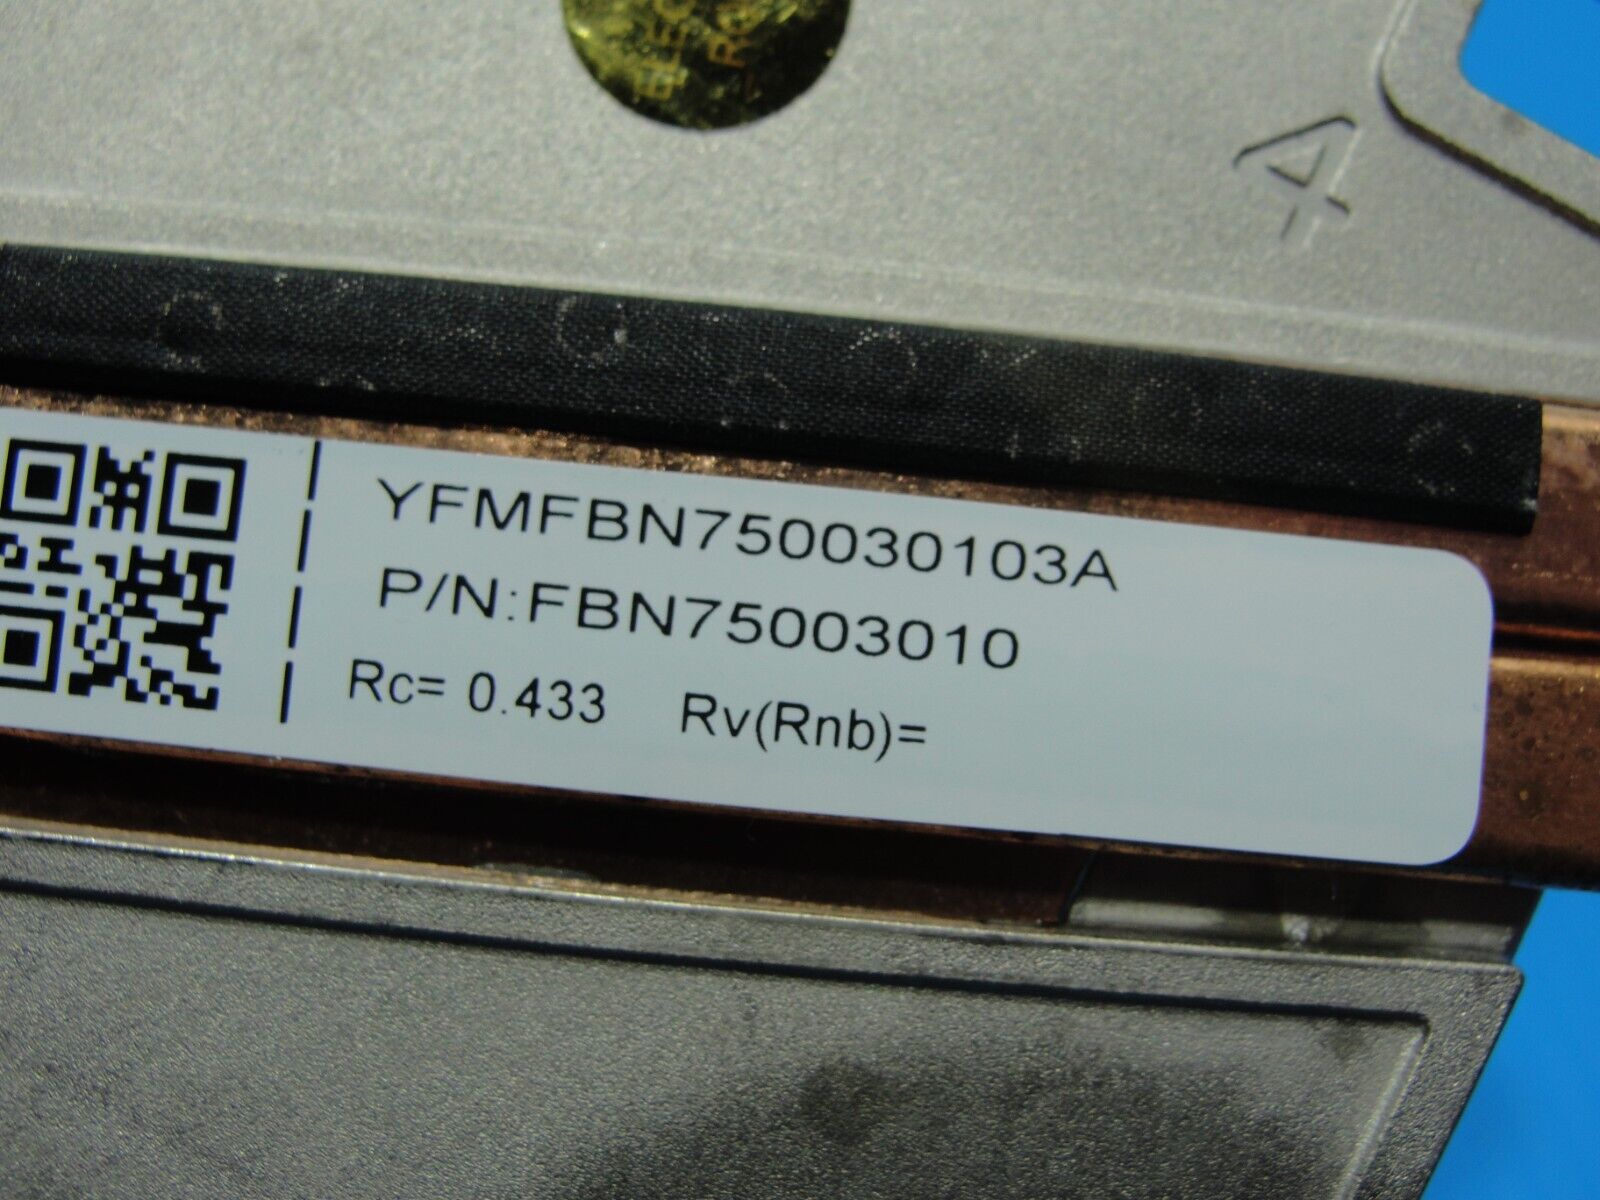 4
YFMFBN750030103A
P/N:FBN75003010
Rc= 0.433 Rv(Rnb)=